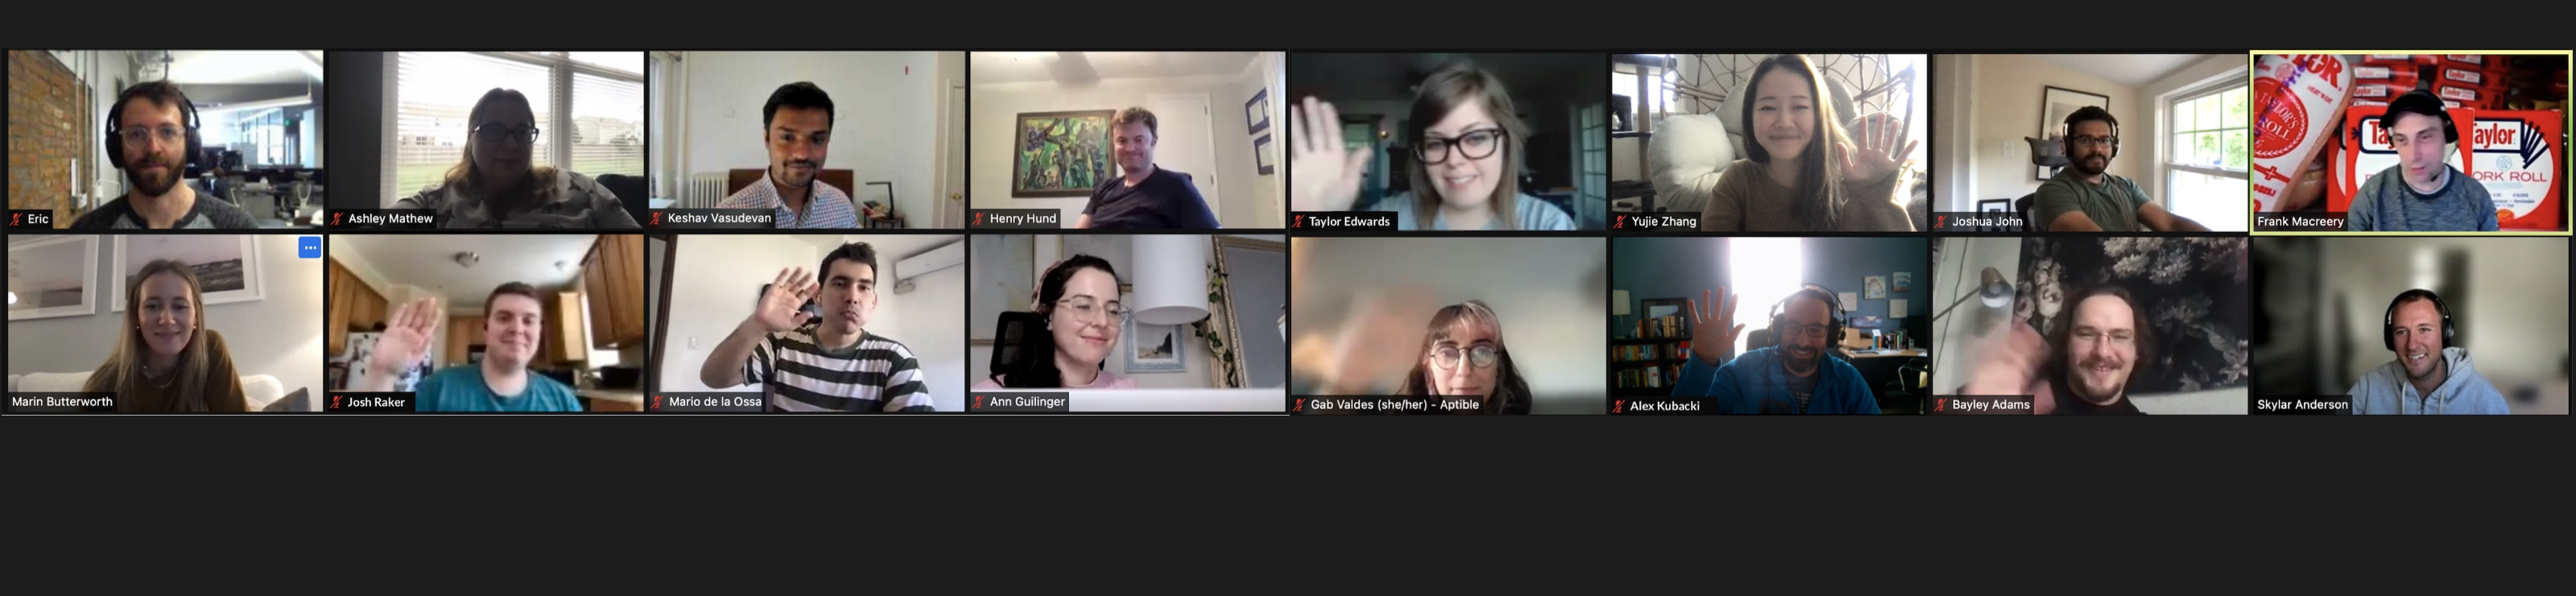 Eric
Ashley Mathew
Keshav Vasudevan
Henry Hund
Taylor Edwards
Yujie Zhang
Joshua John
TAYLOR'S
ROLL
Taylor
ORK ROLL
Frank Macreery
Marin Butterworth
Josh Raker
Mario de la Ossa
Ann Guilinger
Gab Valdes (she/her) - Aptible
Alex Kubacki
Bayley Adams
Skylar Anderson